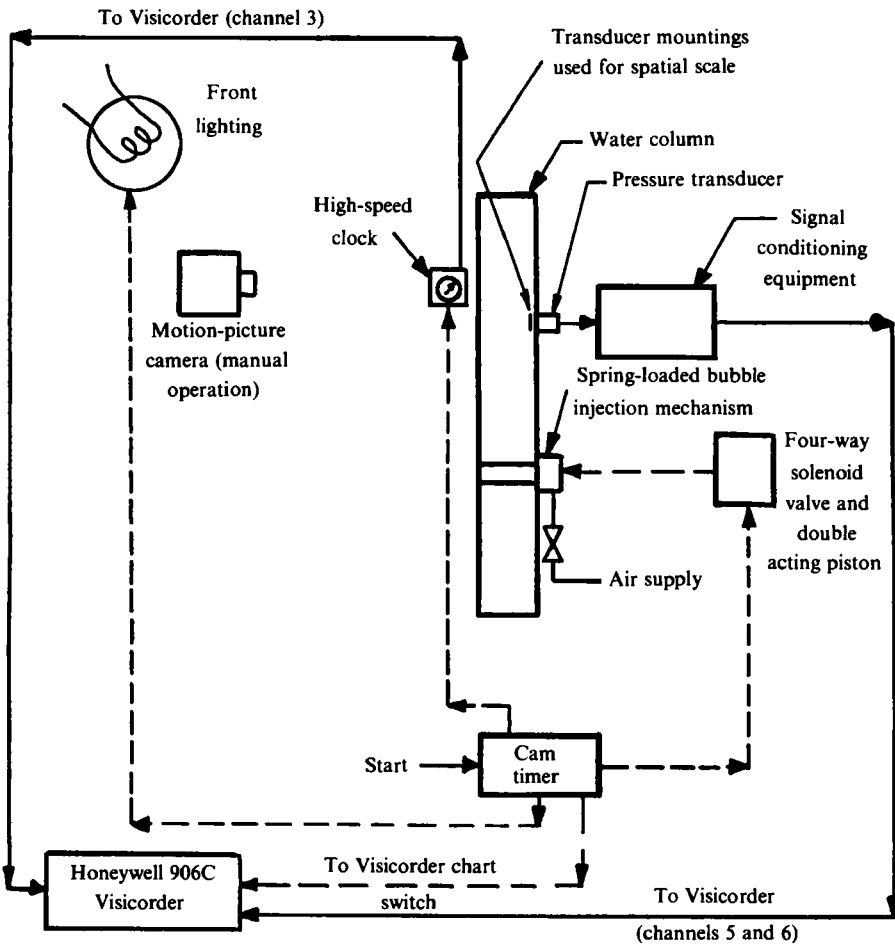 To Visicorder (channel 3)
Transducer mountings
used for spatial scale
Front
lighting
Water column
Pressure transducer
High-speed
clock
Signal
conditioning
equipment
Motion-picture
camera (manual
operation)
Spring-loaded bubble
injection mechanism
Four-way
solenoid
valve and
double
acting piston
Air supply
Start
Cam
timer
Honeywell 906C
Visicorder
To Visicorder chart
switch
To Visicorder
(channels 5 and 6)